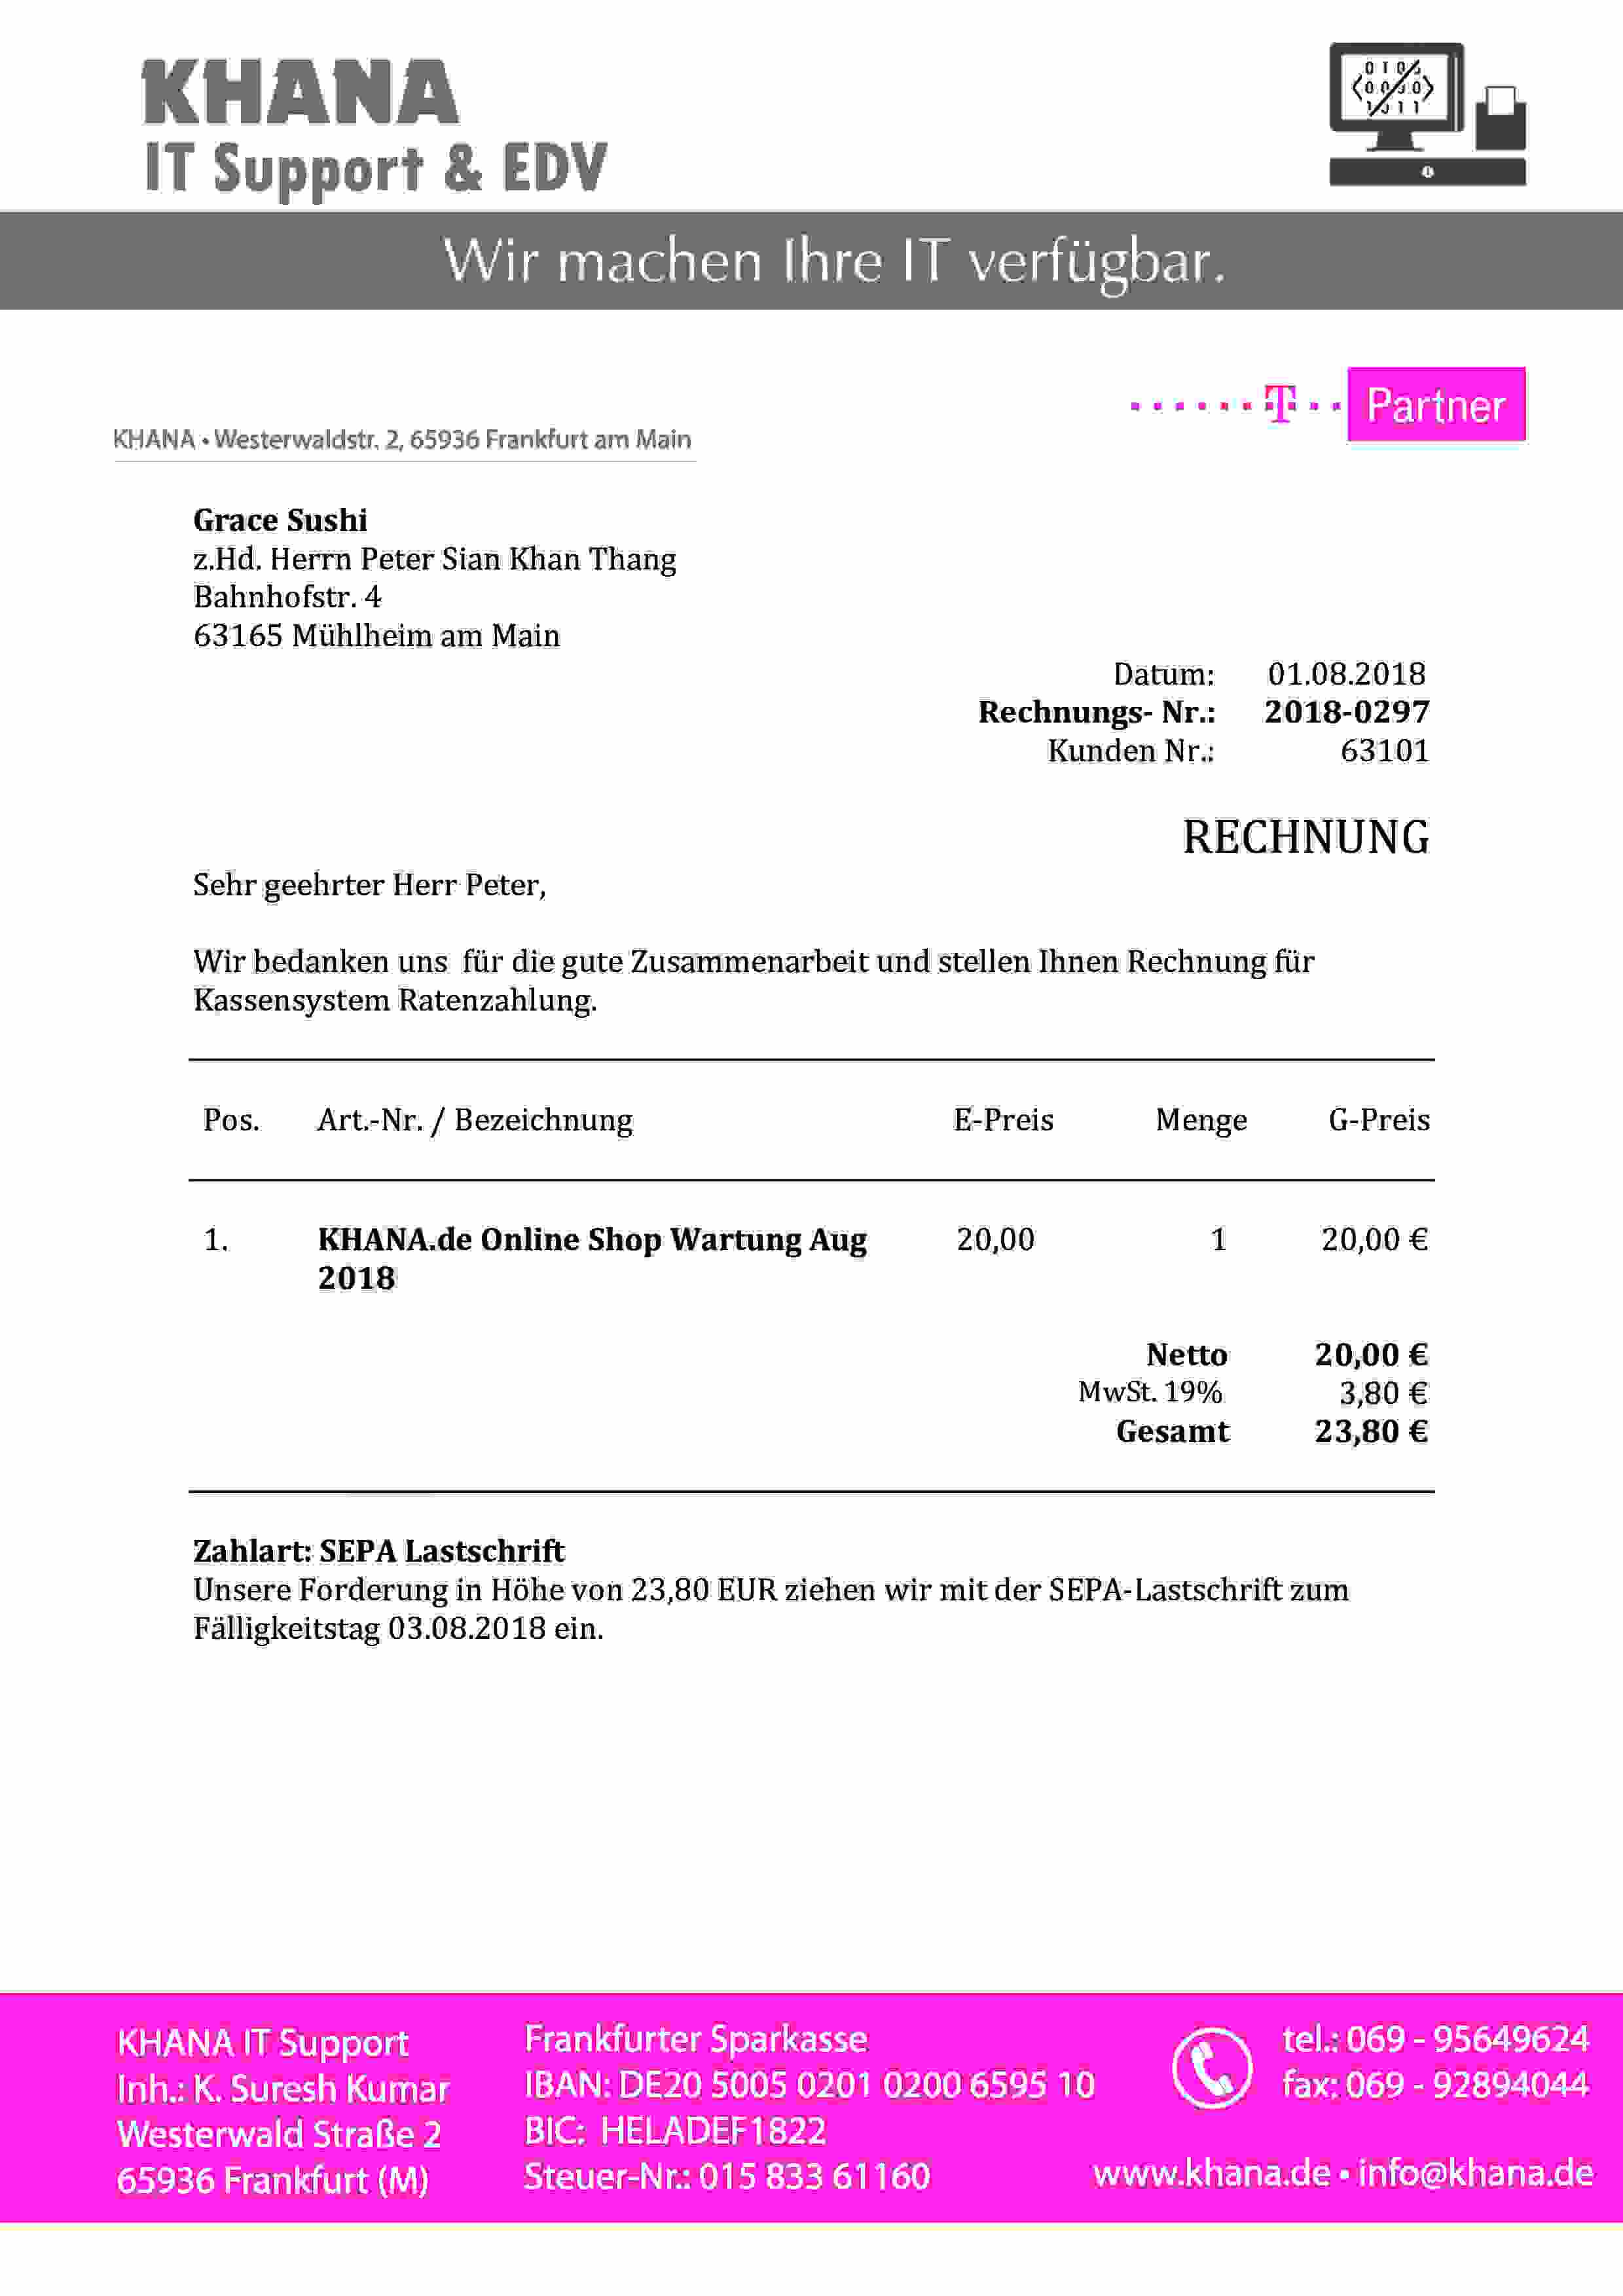 KHANA
IT Support & EDV
Wir machen Ihre IT verfügbar.
T Partner
KHANA • Westerwaldstr. 2, 65936 Frankfurt am Main
Grace Sushi
z.Hd. Herrn Peter Sian Khan Thang
Bahnhofstr. 4
63165 Mühlheim am Main
Datum: 01.08.2018
Rechnungs- Nr.: 2018-0297
Kunden Nr.: 63101
RECHNUNG
Sehr geehrter Herr Peter,
Wir bedanken uns für die gute Zusammenarbeit und stellen Ihnen Rechnung für
Kassensystem Ratenzahlung.
Pos. Art.-Nr. / Bezeichnung E-Preis Menge G-Preis
1. KHANA.de Online Shop Wartung Aug 20,00 1 20,00 €
2018
Netto 20,00 €
MwSt. 19% 3,80 €
Gesamt 23,80 €
Zahlart: SEPA Lastschrift
Unsere Forderung in Höhe von 23,80 EUR ziehen wir mit der SEPA-Lastschrift zum
Fälligkeitstag 03.08.2018 ein.
KHANA IT Support
Inh.: K. Suresh Kumar
Westerwald Straße 2
65936 Frankfurt (M)
Frankfurter Sparkasse
IBAN: DE20 5005 0201 0200 6595 10
BIC: HELADEF1822
Steuer-Nr.: 015 833 61160
tel.: 069 - 95649624
fax: 069 - 92894044
www.khana.de • info@khana.de